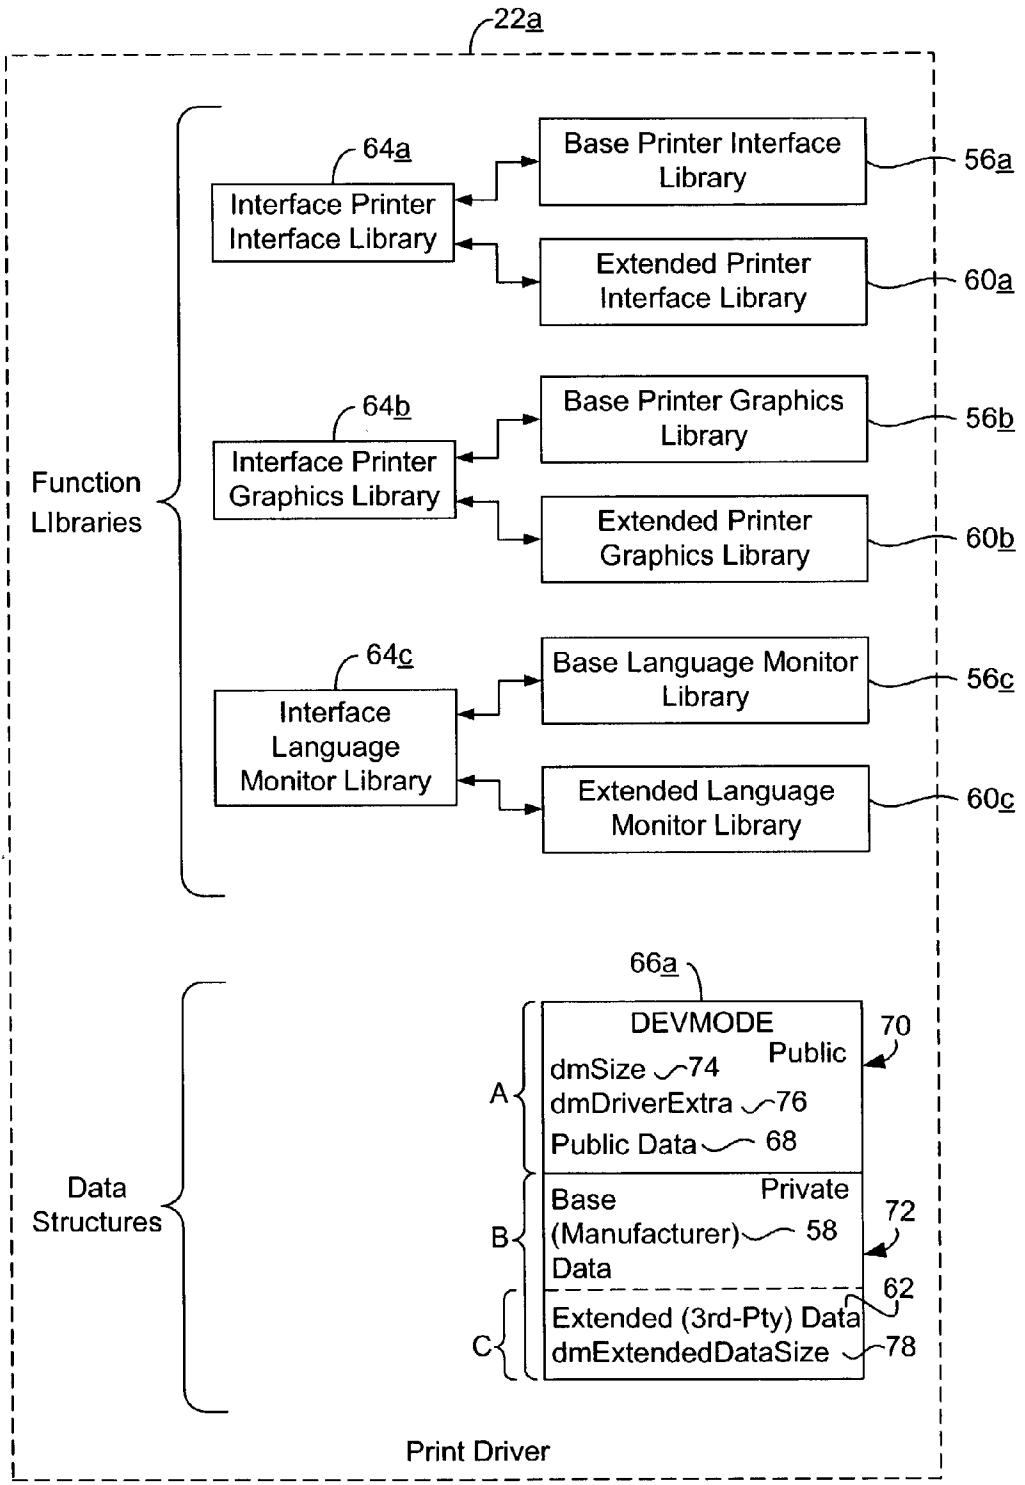 22a
64a
Interface Printer
Interface Library
Base Printer Interface
Library
56a
Extended Printer
Interface Library
60a
64b
Interface Printer
Graphics Library
Base Printer Graphics
Library
56b
Extended Printer
Graphics Library
60b
Function
LIbraries
64c
Interface
Language
Monitor Library
Base Language Monitor
Library
56c
Extended Language
Monitor Library
60c
Data
Structures
66a
DEVMODE
Public
70
A
dmSize 74
dmDriverExtra 76
Public Data 68
Private
72
B
Base
(Manufacturer) 58
Data
62
C
Extended (3rd-Pty) Data
dmExtendedDataSize 78
Print Driver